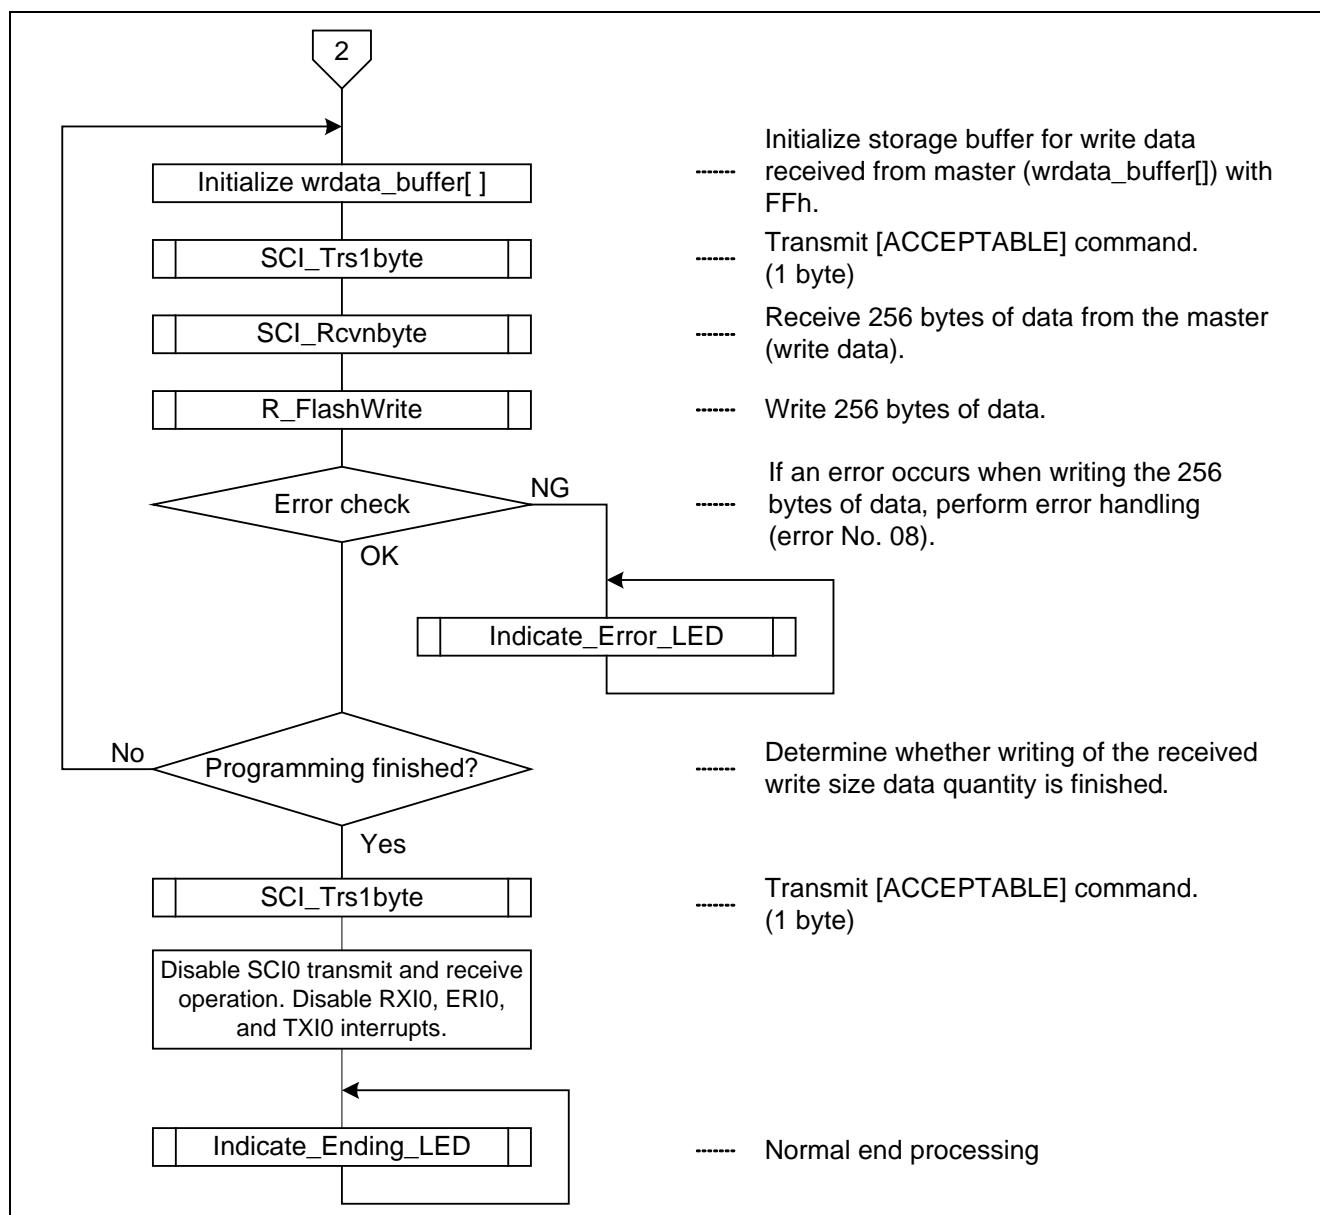 2
Initialize wrdata_buffer[ ]
Initialize storage buffer for write data
received from master (wrdata_buffer[]) with
FFh.
SCI_Trs1byte
Transmit [ACCEPTABLE] command.
(1 byte)
SCI_Rcvnbyte
Receive 256 bytes of data from the master
(write data).
R_FlashWrite
Write 256 bytes of data.
Error check
NG
OK
If an error occurs when writing the 256
bytes of data, perform error handling
(error No. 08).
Indicate_Error_LED
No
Programming finished?
Yes
Determine whether writing of the received
write size data quantity is finished.
SCI_Trs1byte
Transmit [ACCEPTABLE] command.
(1 byte)
Disable SCI0 transmit and receive
operation. Disable RXI0, ERI0,
and TXI0 interrupts.
Indicate_Ending_LED
Normal end processing